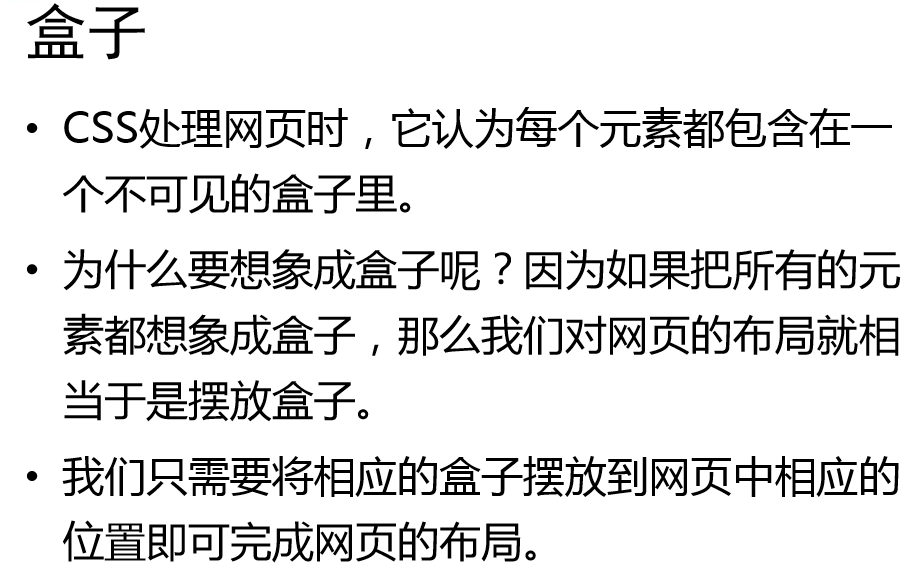 盒子
• CSS处理网页时，它认为每个元素都包含在一
个不可见的盒子里。
• 为什么要想象成盒子呢？因为如果把所有的元
素都想象成盒子，那么我们对网页的布局就相
当于是摆放盒子。
• 我们只需要将相应的盒子摆放到网页中相应的
位置即可完成网页的布局。